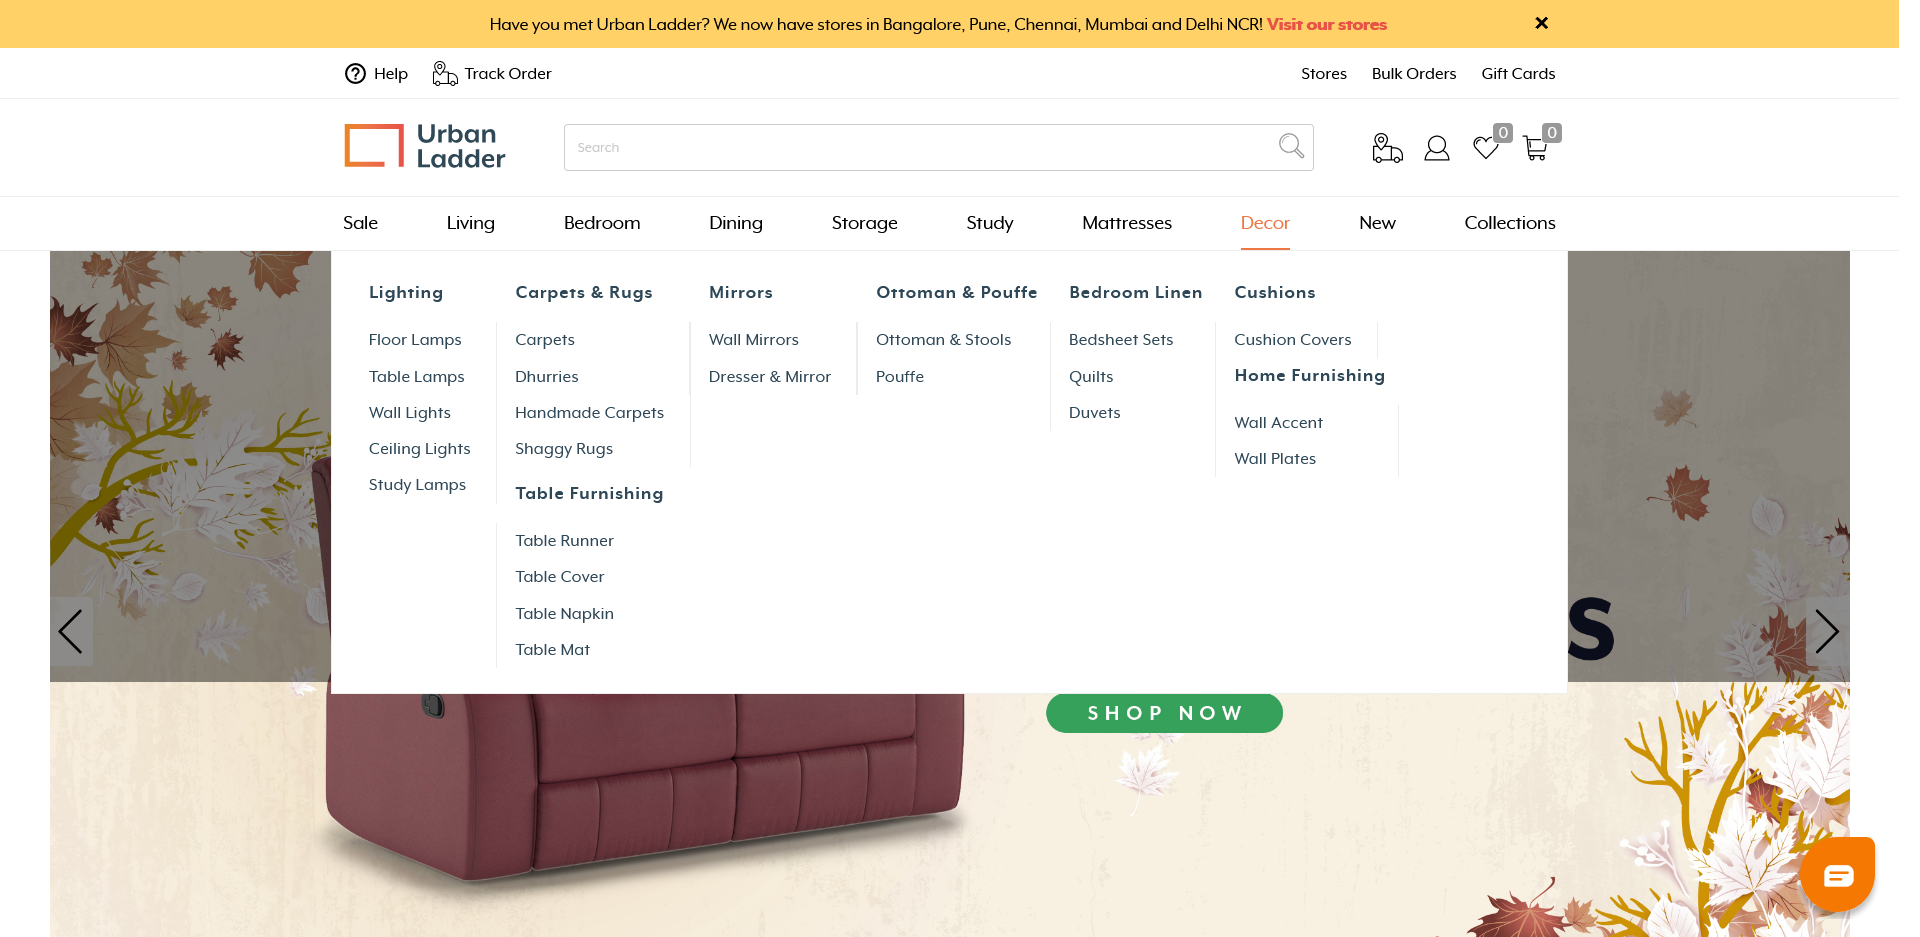 Have you met Urban Ladder? We now have stores in Bangalore, Pune, Chennai, Mumbai and Delhi NCR! Visit our stores
Help Track Order Stores Bulk Orders Gift Cards
Urban
Ladder
Search
0 0
Sale Living Bedroom Dining Storage Study Mattresses Decor New Collections
Lighting
Floor Lamps
Table Lamps
Wall Lights
Ceiling Lights
Study Lamps
Carpets & Rugs
Carpets
Dhurries
Handmade Carpets
Shaggy Rugs
Table Furnishing
Table Runner
Table Cover
Table Napkin
Table Mat
Mirrors
Wall Mirrors
Dresser & Mirror
Ottoman & Pouffe
Ottoman & Stools
Pouffe
Bedroom Linen
Bedsheet Sets
Quilts
Duvets
Cushions
Cushion Covers
Home Furnishing
Wall Accent
Wall Plates
SHOP NOW